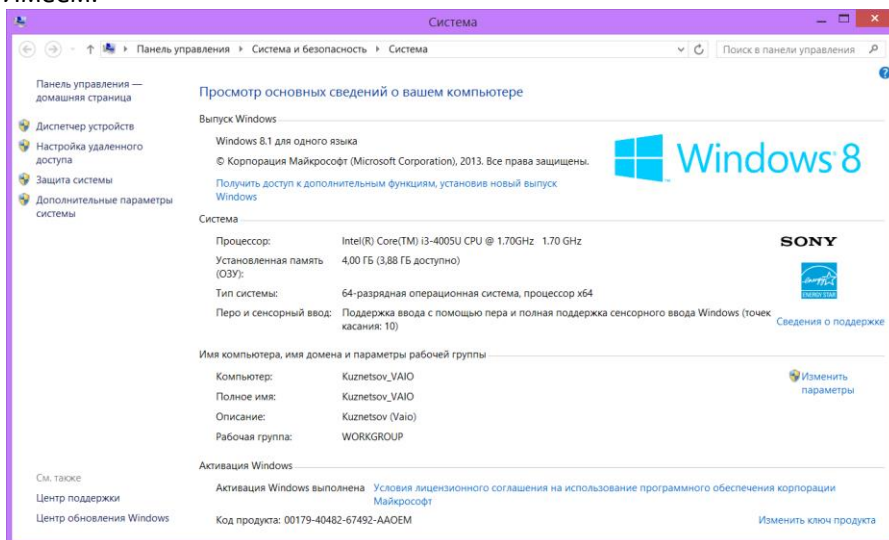 Имеем:
Система
Панель управления ▸ Система и безопасность ▸ Система
Поиск в панели управления
Панель управления —
домашняя страница
Диспетчер устройств
Настройка удаленного
доступа
Защита системы
Дополнительные параметры
системы
Просмотр основных сведений о вашем компьютере
Выпуск Windows
Windows 8.1 для одного языка
© Корпорация Майкрософт (Microsoft Corporation), 2013. Все права защищены.
Получить доступ к дополнительным функциям, установив новый выпуск
Windows
Windows 8
Система
Процессор: Intel(R) Core(TM) i3-4005U CPU @ 1.70GHz 1.70 GHz
Установленная память
(ОЗУ): 4,00 ГБ (3,88 ГБ доступно)
Тип системы: 64-разрядная операционная система, процессор x64
Перо и сенсорный ввод: Поддержка ввода с помощью пера и полная поддержка сенсорного ввода Windows (точек
касания: 10)
SONY
ENERGY STAR
Сведения о поддержке
Имя компьютера, имя домена и параметры рабочей группы
Компьютер: Kuznetsov_VAIO
Полное имя: Kuznetsov_VAIO
Описание: Kuznetsov (Vaio)
Рабочая группа: WORKGROUP
Изменить
параметры
Активация Windows
Активация Windows выполнена Условия лицензионного соглашения на использование программного обеспечения корпорации
Майкрософт
Код продукта: 00179-40482-67492-AAOEM
Изменить ключ продукта
См. также
Центр поддержки
Центр обновления Windows